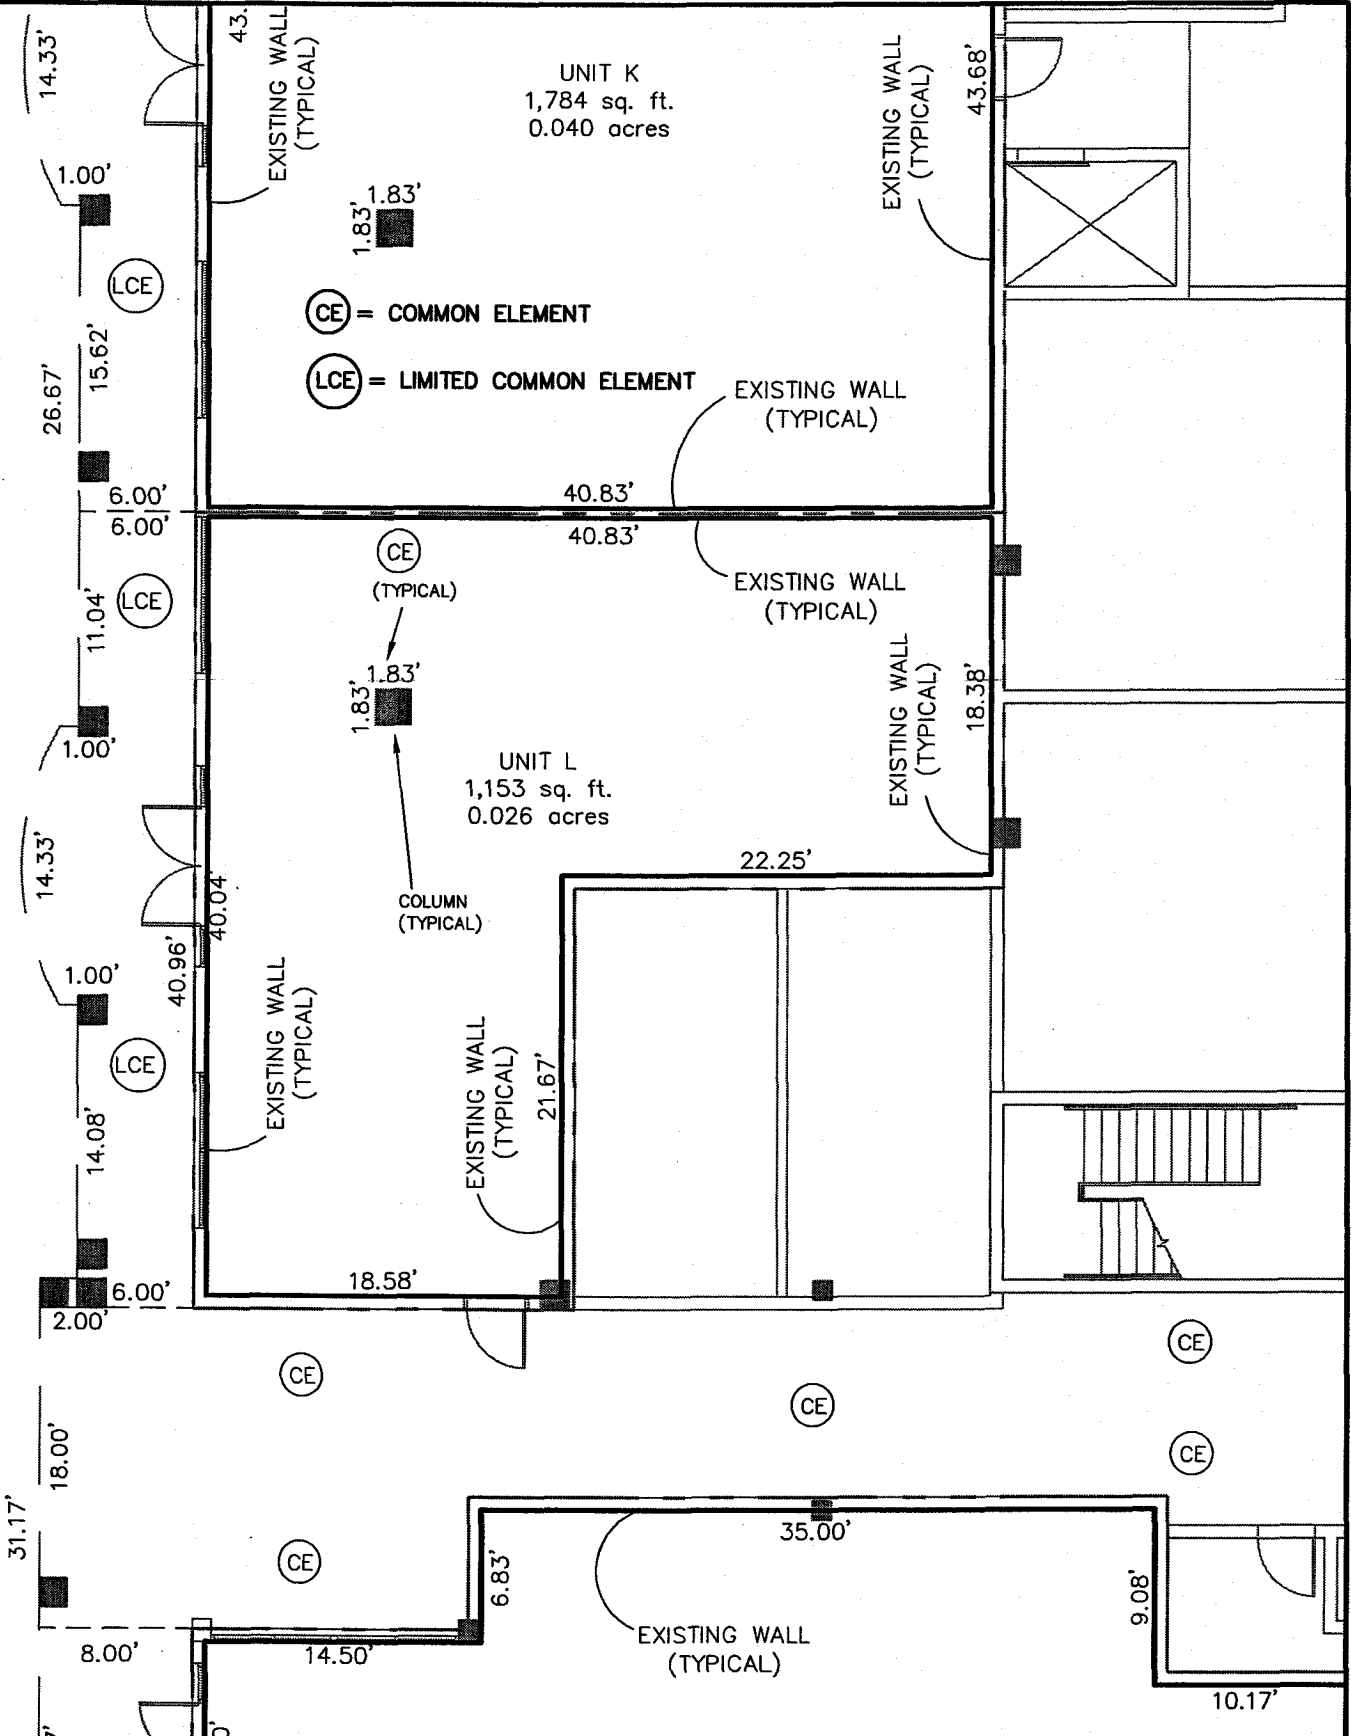 14.33'
43.
EXISTING WALL
(TYPICAL)
UNIT K
1,784 sq. ft.
0.040 acres
EXISTING WALL
(TYPICAL)
43.68'
1.00'
1.83'
1.83'
LCE
CE = COMMON ELEMENT
LCE = LIMITED COMMON ELEMENT
15.62'
26.67'
EXISTING WALL
(TYPICAL)
6.00'
40.83'
6.00'
40.83'
CE
(TYPICAL)
EXISTING WALL
(TYPICAL)
LCE
11.04'
1.83'
1.83'
EXISTING WALL
(TYPICAL)
18.38'
1.00'
UNIT L
1,153 sq. ft.
0.026 acres
14.33'
22.25'
40.04'
COLUMN
(TYPICAL)
40.96'
1.00'
EXISTING WALL
(TYPICAL)
LCE
EXISTING WALL
(TYPICAL)
21.67'
14.08'
18.58'
6.00'
2.00'
CE
CE
CE
CE
18.00'
31.17'
35.00'
CE
6.83'
9.08'
EXISTING WALL
(TYPICAL)
8.00'
14.50'
10.17'